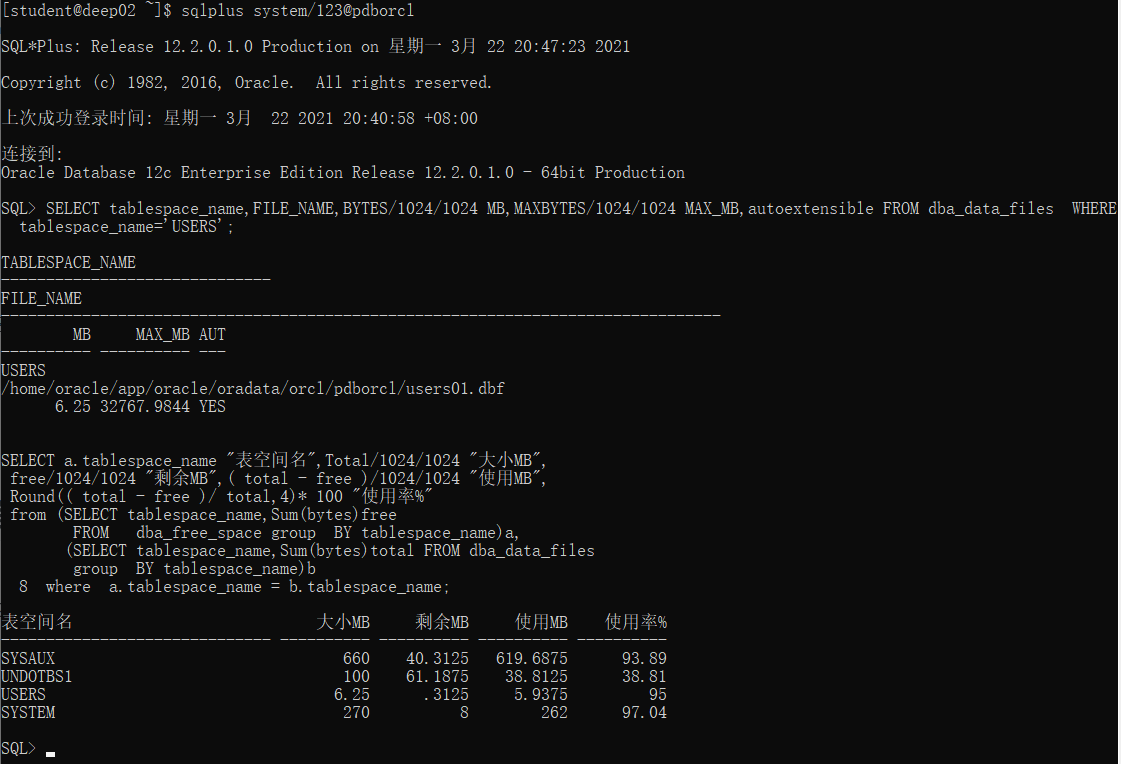 [student@deep02 ~]$ sqlplus system/123@pdborcl
SQL*Plus: Release 12.2.0.1.0 Production on 星期一 3月 22 20:47:23 2021
Copyright (c) 1982, 2016, Oracle.  All rights reserved.
上次成功登录时间: 星期一 3月  22 2021 20:40:58 +08:00
连接到:
Oracle Database 12c Enterprise Edition Release 12.2.0.1.0 - 64bit Production
SQL> SELECT tablespace_name,FILE_NAME,BYTES/1024/1024 MB,MAXBYTES/1024/1024 MAX_MB,autoextensible FROM dba_data_files  WHERE
  tablespace_name='USERS';
TABLESPACE_NAME
------------------------------
FILE_NAME
--------------------------------------------------------------------------------
        MB     MAX_MB AUT
---------- ---------- ---
USERS
/home/oracle/app/oracle/oradata/orcl/pdborcl/users01.dbf
      6.25 32767.9844 YES
SELECT a.tablespace_name "表空间名",Total/1024/1024 "大小MB",
 free/1024/1024 "剩余MB",( total - free )/1024/1024 "使用MB",
 Round(( total - free )/ total,4)* 100 "使用率%"
 from (SELECT tablespace_name,Sum(bytes)free
        FROM   dba_free_space group  BY tablespace_name)a,
       (SELECT tablespace_name,Sum(bytes)total FROM dba_data_files
        group  BY tablespace_name)b
  8  where  a.tablespace_name = b.tablespace_name;
表空间名                           大小MB     剩余MB     使用MB    使用率%
------------------------------ ---------- ---------- ---------- ----------
SYSAUX                                660    40.3125   619.6875      93.89
UNDOTBS1                              100    61.1875    38.8125      38.81
USERS                                6.25      .3125     5.9375         95
SYSTEM                                270          8        262      97.04
SQL>